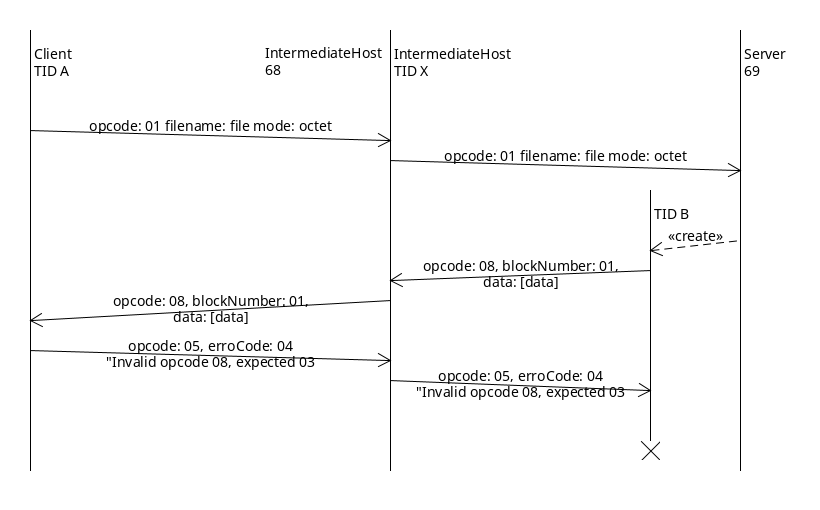 Client
TID A
IntermediateHost
68
IntermediateHost
TID X
Server
69
opcode: 01 filename: file mode: octet
opcode: 01 filename: file mode: octet
TID B
«create»
opcode: 08, blockNumber: 01,
data: [data]
opcode: 08, blockNumber: 01,
data: [data]
opcode: 05, erroCode: 04
"Invalid opcode 08, expected 03
opcode: 05, erroCode: 04
"Invalid opcode 08, expected 03